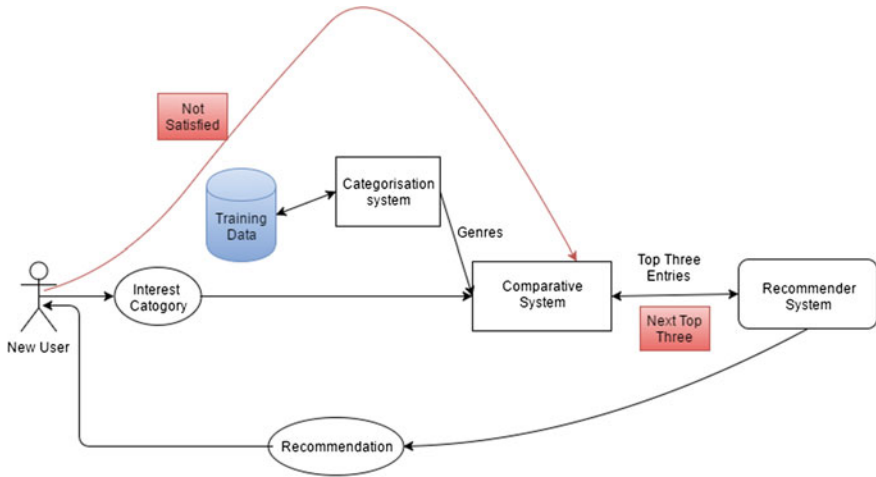 Not
Satisfied
Categorisation
system
Training
Data
Genres
Interest
Catogory
New User
Comparative
System
Top Three
Entries
Next Top
Three
Recommender
System
Recommendation